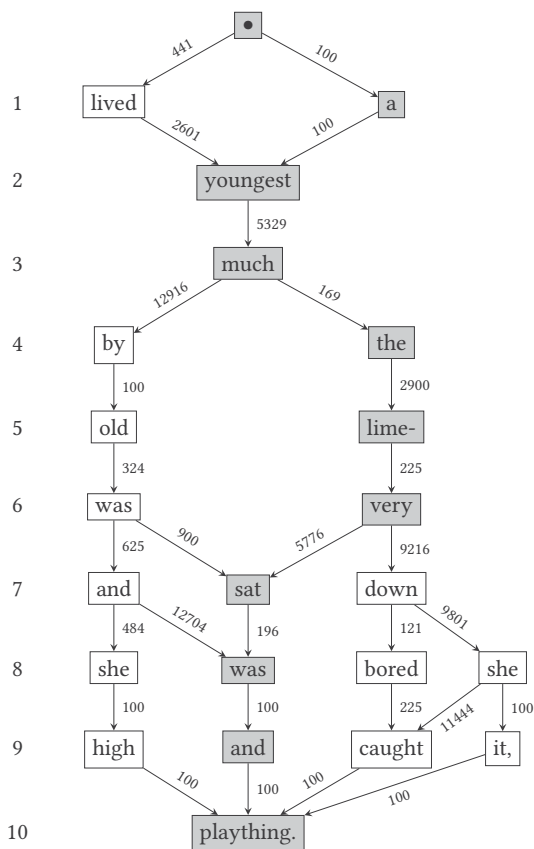 •
441 100
1 lived a
2601 100
2 youngest
5329
3 much
12916 169
4 by the
100 2900
5 old lime-
324 225
6 was very
625 900 5776 9216
7 and sat down
484 12704 196 121 9801
8 she was bored she
100 100 225 11444 100
9 high and caught it,
100 100 100 100
10 plaything.